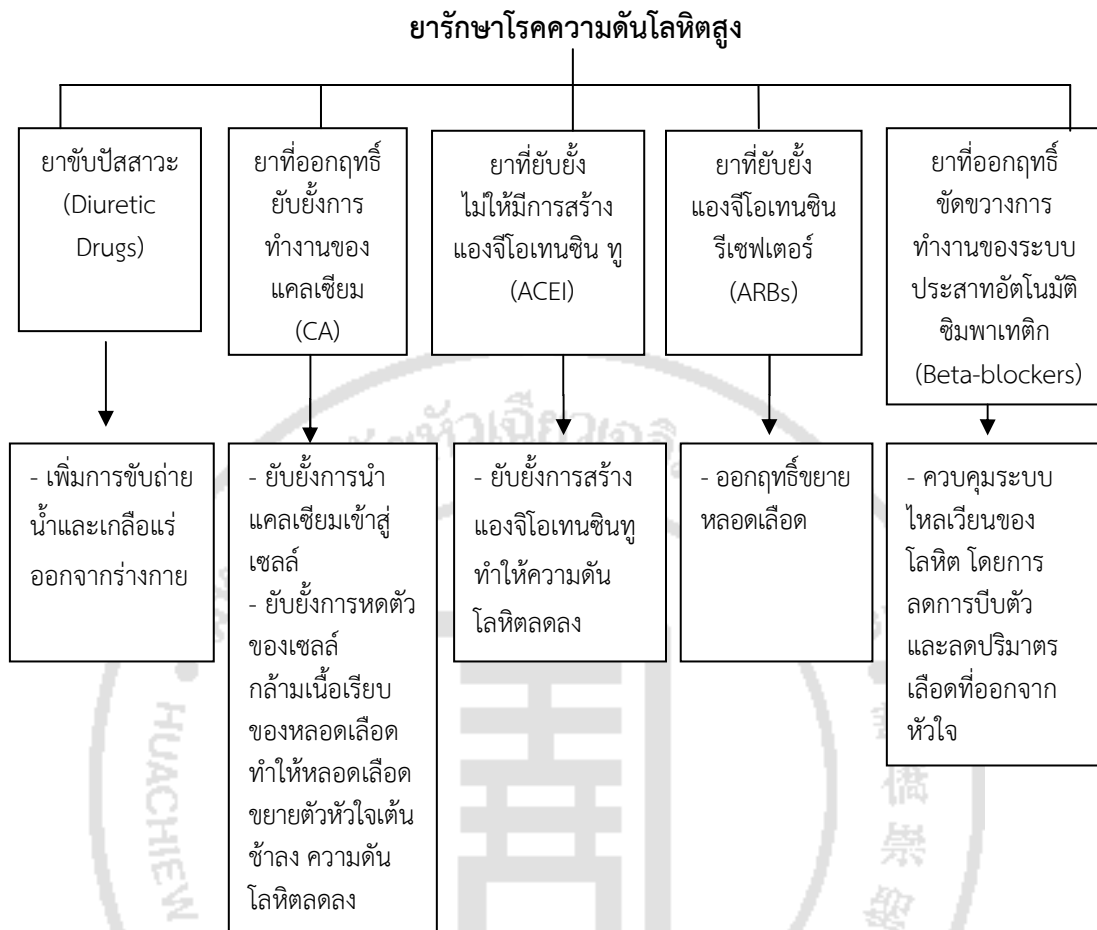 ยารักษาโรคความดันโลหิตสูง
ยาขับปัสสาวะ
(Diuretic
Drugs)
ยาที่ออกฤทธิ์
ยับยั้งการ
ทำงานของ
แคลเซียม
(CA)
ยาที่ยับยั้ง
ไม่ให้มีการสร้าง
แองจีโอเทนซิน ทู
(ACEI)
ยาที่ยับยั้ง
แองจีโอเทนซิน
รีเซฟเตอร์
(ARBs)
ยาที่ออกฤทธิ์
ขัดขวางการ
ทำงานของระบบ
ประสาทอัตโนมัติ
ซิมพาเทติก
(Beta-blockers)
- เพิ่มการขับถ่าย
น้ำและเกลือแร่
ออกจากร่างกาย
- ยับยั้งการนำ
แคลเซียมเข้าสู่
เซลล์
- ยับยั้งการหดตัว
ของเซลล์
กล้ามเนื้อเรียบ
ของหลอดเลือด
ทำให้หลอดเลือด
ขยายตัวหัวใจเต้น
ช้าลง ความดัน
โลหิตลดลง
- ยับยั้งการสร้าง
แองจิโอเทนซินทู
ทำให้ความดัน
โลหิตลดลง
- ออกฤทธิ์ขยาย
หลอดเลือด
- ควบคุมระบบ
ไหลเวียนของ
โลหิต โดยการ
ลดการบีบตัว
และลดปริมาตร
เลือดที่ออกจาก
หัวใจ
HUACHIEW
僑
崇